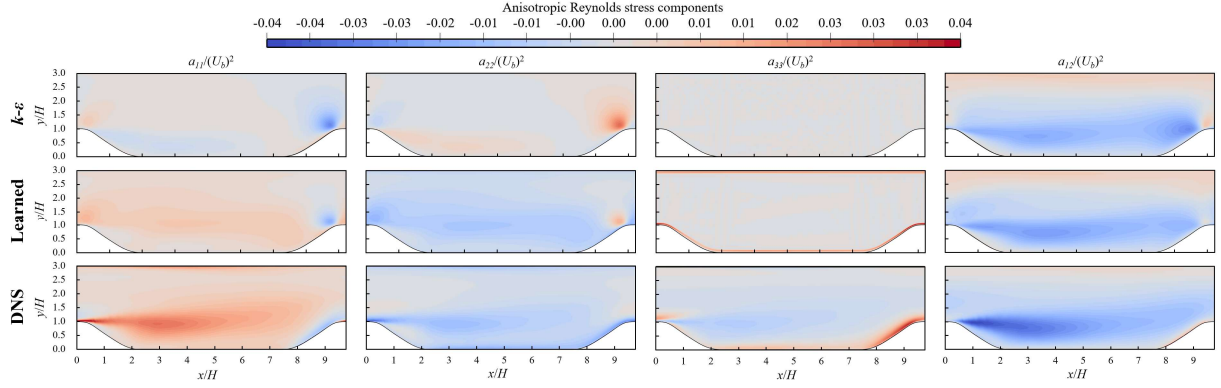 Anisotropic Reynolds stress components
-0.04 -0.04 -0.03 -0.03 -0.01 -0.01 -0.00 0.00 0.01 0.01 0.03 0.03 0.03 0.04
a11/(Ub)² a22/(Ub)² a33/(Ub)² a12/(Ub)²
k-ε
y/H
3.0
2.5
2.0
1.5
1.0
0.5
0.0
Learned
y/H
3.0
2.5
2.0
1.5
1.0
0.5
0.0
DNS
y/H
3.0
2.5
2.0
1.5
1.0
0.5
0.0
0 1 2 3 4 5 6 7 8 9 0 1 2 3 4 5 6 7 8 9 0 1 2 3 4 5 6 7 8 9 0 1 2 3 4 5 6 7 8 9
x/H x/H x/H x/H